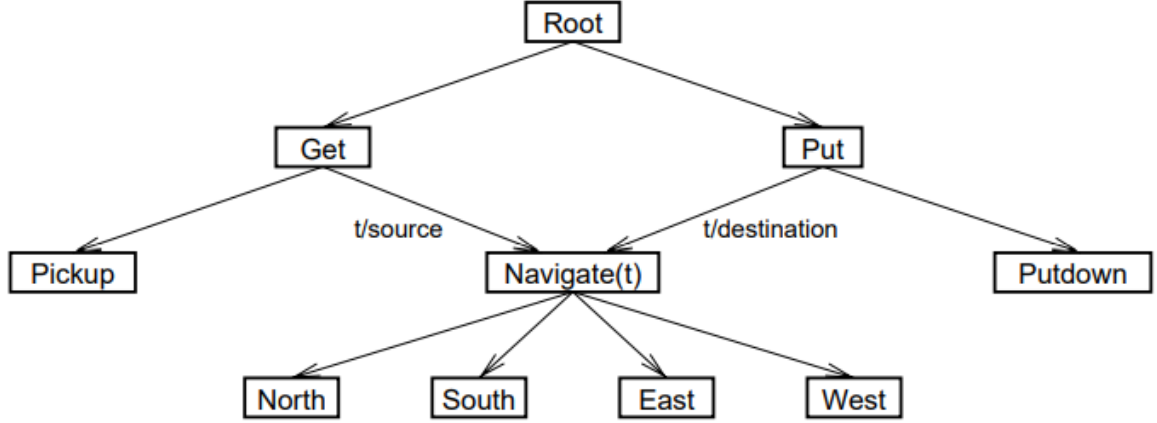 Root
Get
Put
t/source
t/destination
Pickup
Navigate(t)
Putdown
North
South
East
West